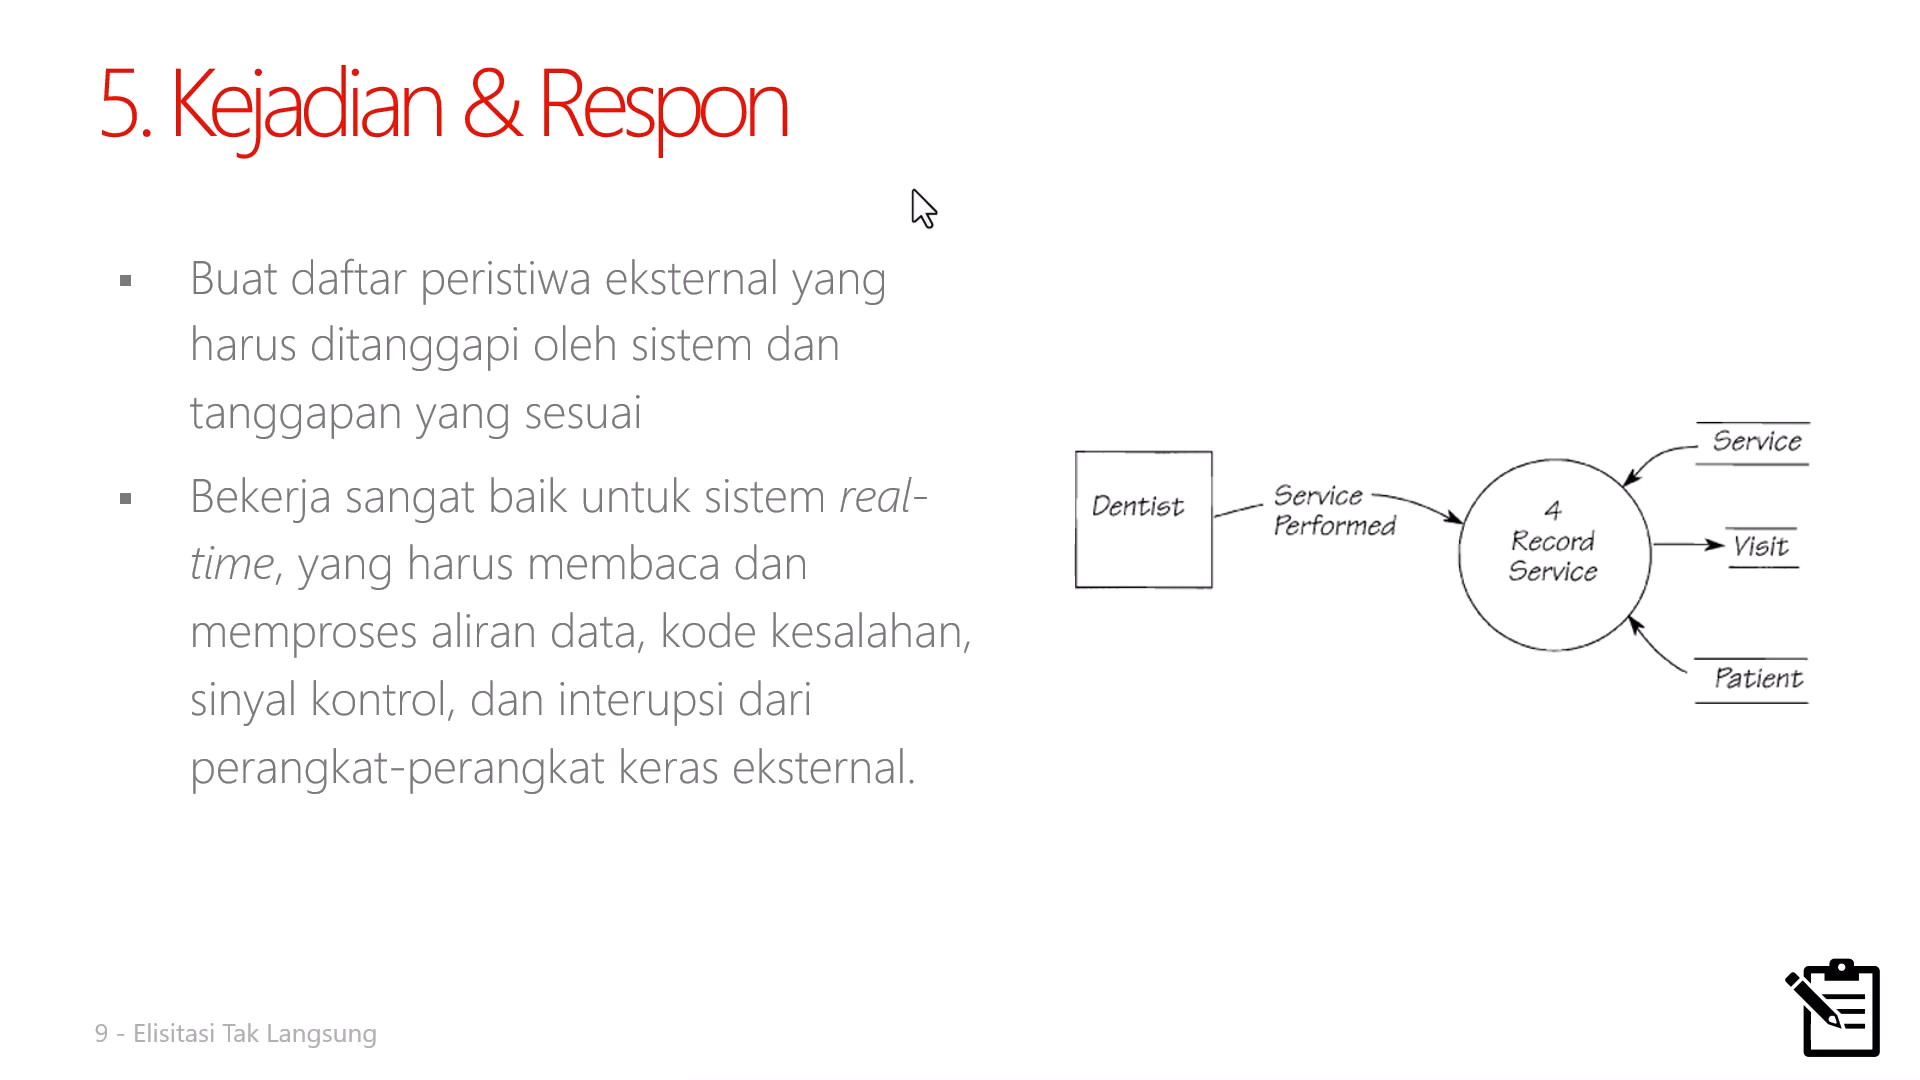 5. Kejadian & Respon
▪ Buat daftar peristiwa eksternal yang
harus ditanggapi oleh sistem dan
tanggapan yang sesuai
▪ Bekerja sangat baik untuk sistem real-
time, yang harus membaca dan
memproses aliran data, kode kesalahan,
sinyal kontrol, dan interupsi dari
perangkat-perangkat keras eksternal.
Dentist
Service
Performed
4
Record
Service
Service
Visit
Patient
9 - Elisitasi Tak Langsung